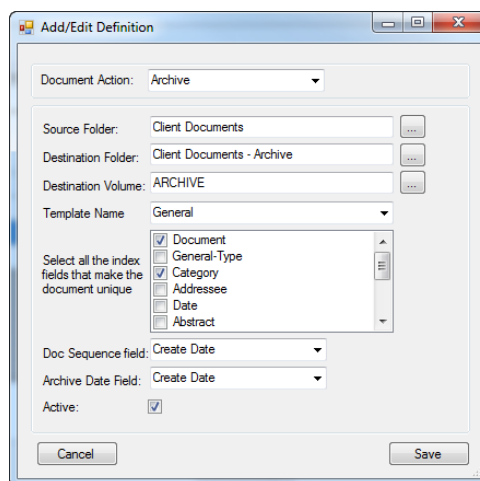 Add/Edit Definition
Document Action: Archive
Source Folder: Client Documents ...
Destination Folder: Client Documents - Archive ...
Destination Volume: ARCHIVE ...
Template Name General
Select all the index
fields that make the
document unique
Document
General-Type
Category
Addressee
Date
Abstract
Doc Sequence field: Create Date
Archive Date Field: Create Date
Active:
Cancel Save